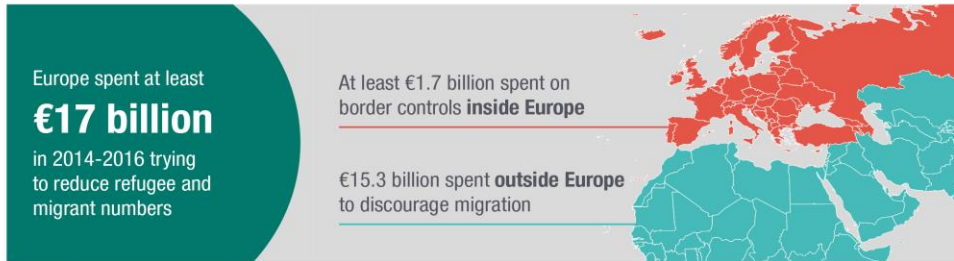 Europe spent at least
€17 billion
in 2014-2016 trying
to reduce refugee and
migrant numbers
At least €1.7 billion spent on
border controls inside Europe
€15.3 billion spent outside Europe
to discourage migration